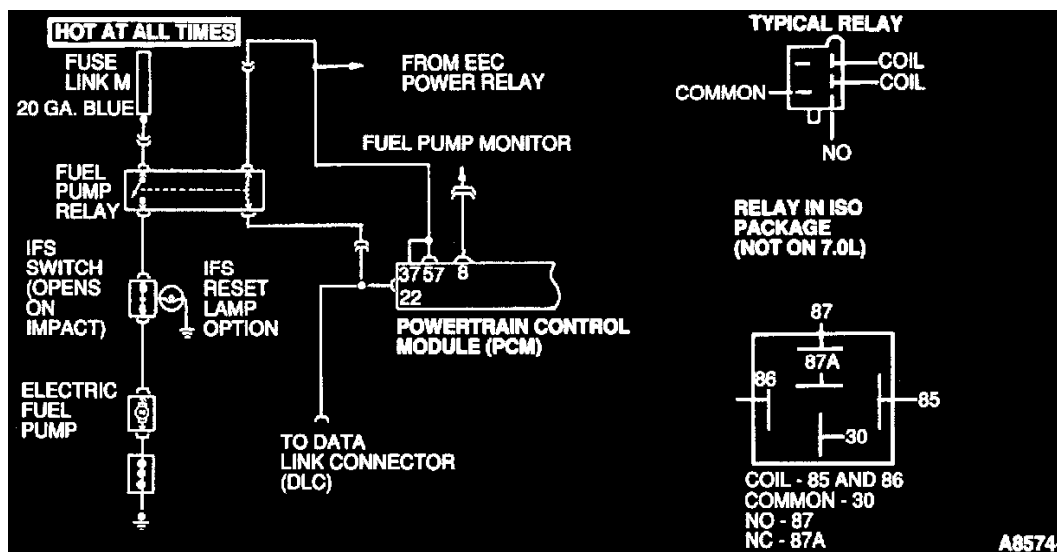 HOT AT ALL TIMES
FUSE
LINK M
20 GA. BLUE
FROM EEC
POWER RELAY
FUEL PUMP MONITOR
FUEL
PUMP
RELAY
IFS
SWITCH
(OPENS
ON
IMPACT)
IFS
RESET
LAMP
OPTION
37 57 8
22
POWERTRAIN CONTROL
MODULE (PCM)
ELECTRIC
FUEL
PUMP
TO DATA
LINK CONNECTOR
(DLC)
TYPICAL RELAY
COIL
COIL
COMMON
NO
RELAY IN ISO
PACKAGE
(NOT ON 7.0L)
87
87A
86
85
30
COIL - 85 AND 86
COMMON - 30
NO - 87
NC - 87A
A8574